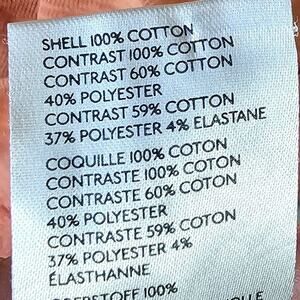 SHELL 100% COTTON
CONTRAST 100% COTTON
CONTRAST 60% COTTON
40% POLYESTER
CONTRAST 59% COTTON
37% POLYESTER 4% ELASTANE
COQUILLE 100% COTON
CONTRASTE 100% COTON
CONTRASTE 60% COTON
40% POLYESTER
CONTRASTE 59% COTON
37% POLYESTER 4%
ÉLASTHANNE
100%